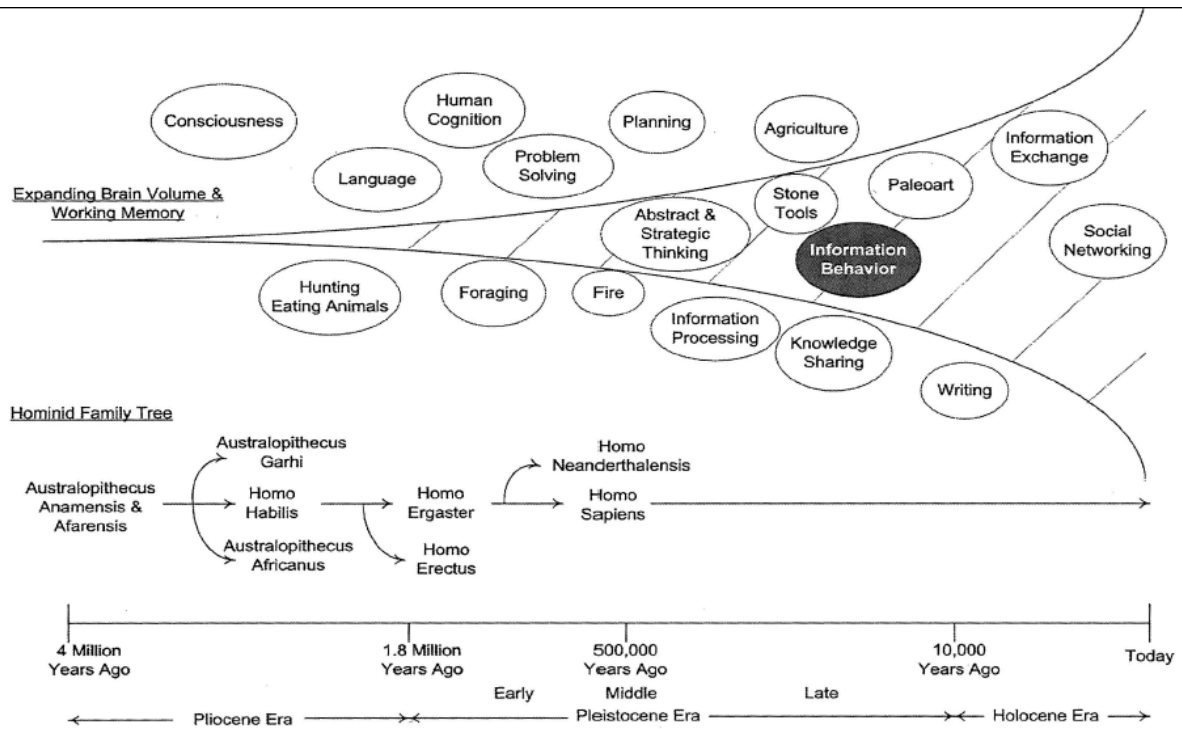 Consciousness
Human
Cognition
Planning
Agriculture
Information
Exchange
Language
Problem
Solving
Paleoart
Expanding Brain Volume &
Working Memory
Abstract &
Strategic
Thinking
Stone
Tools
Information
Behavior
Social
Networking
Hunting
Eating Animals
Foraging
Fire
Information
Processing
Knowledge
Sharing
Writing
Hominid Family Tree
Australopithecus
Garhi
Homo
Neanderthalensis
Australopithecus
Anamensis &
Afarensis
Homo
Habilis
Homo
Ergaster
Homo
Sapiens
Australopithecus
Africanus
Homo
Erectus
4 Million
Years Ago
1.8 Million
Years Ago
500,000
Years Ago
10,000
Years Ago
Today
Early
Middle
Late
Pliocene Era
Pleistocene Era
Holocene Era